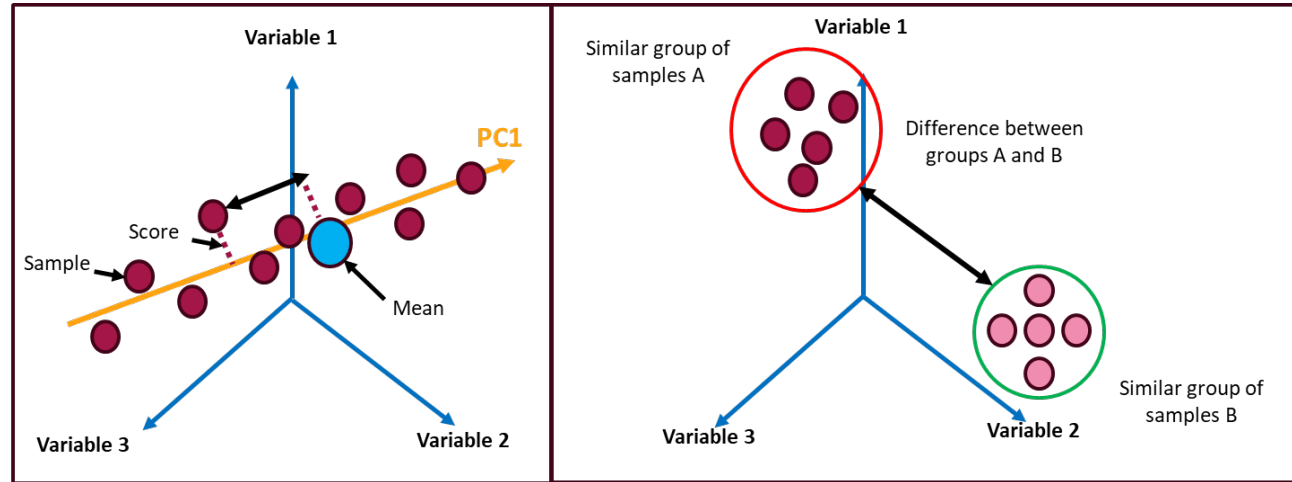 Variable 1
PC1
Score
Sample
Mean
Variable 3
Variable 2
Variable 1
Similar group of
samples A
Difference between
groups A and B
Similar group of
samples B
Variable 3
Variable 2